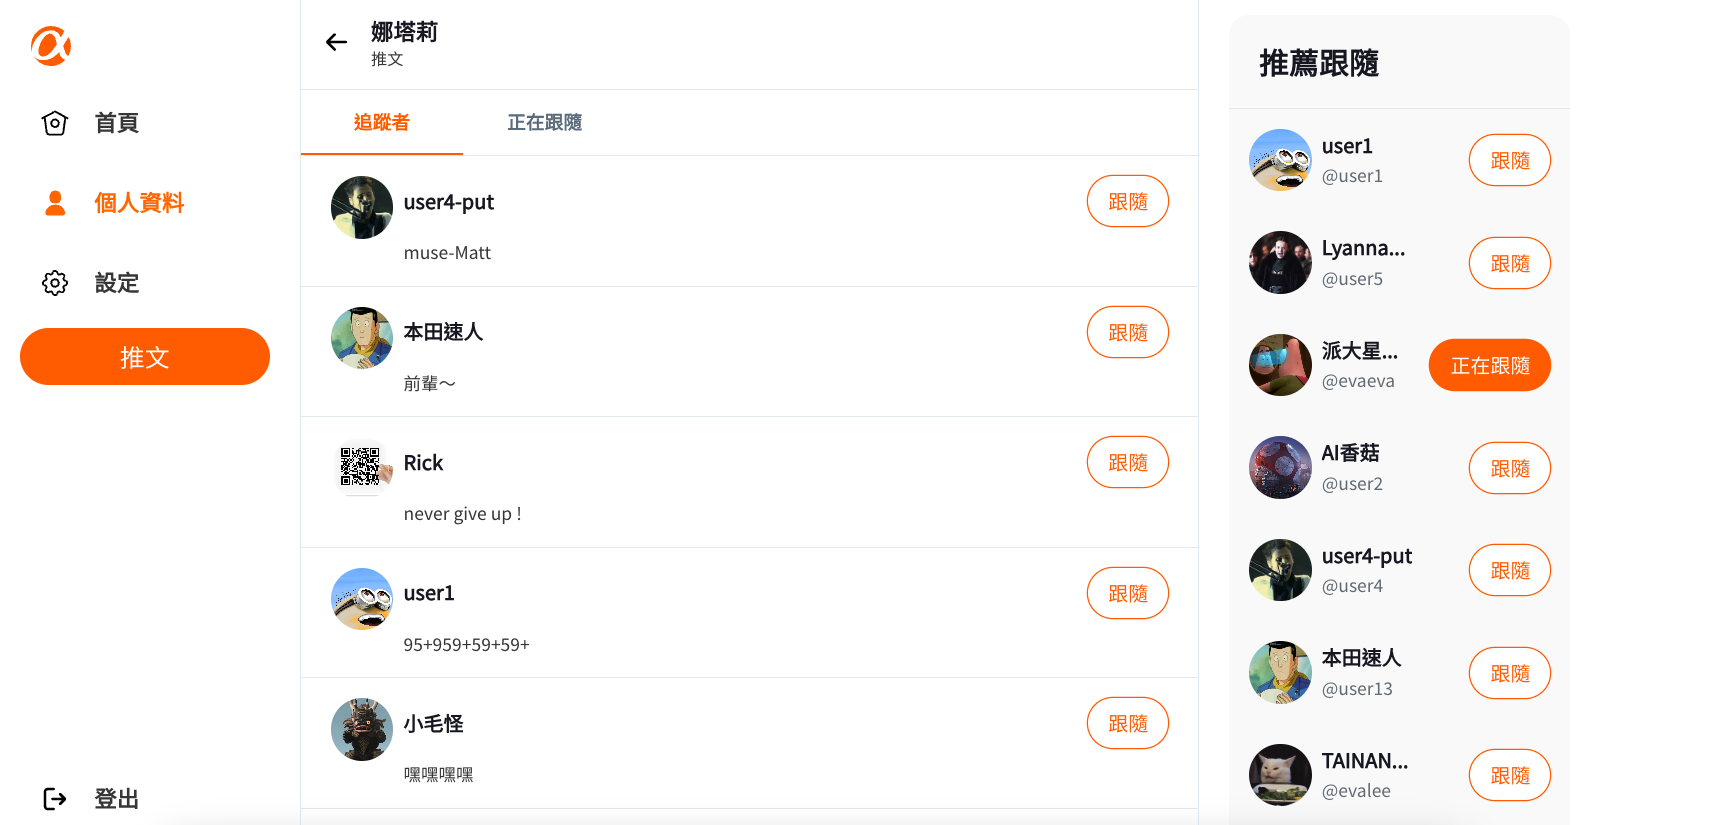 首頁
個人資料
設定
推文
登出
娜塔莉
推文
追蹤者
正在跟隨
user4-put
跟隨
muse-Matt
本田速人
跟隨
前輩～
Rick
跟隨
never give up !
user1
跟隨
95+959+59+59+
小毛怪
跟隨
嘿嘿嘿嘿
推薦跟隨
user1
@user1
跟隨
Lyanna...
@user5
跟隨
派大星...
@evaeva
正在跟隨
AI香菇
@user2
跟隨
user4-put
@user4
跟隨
本田速人
@user13
跟隨
TAINAN...
@evalee
跟隨